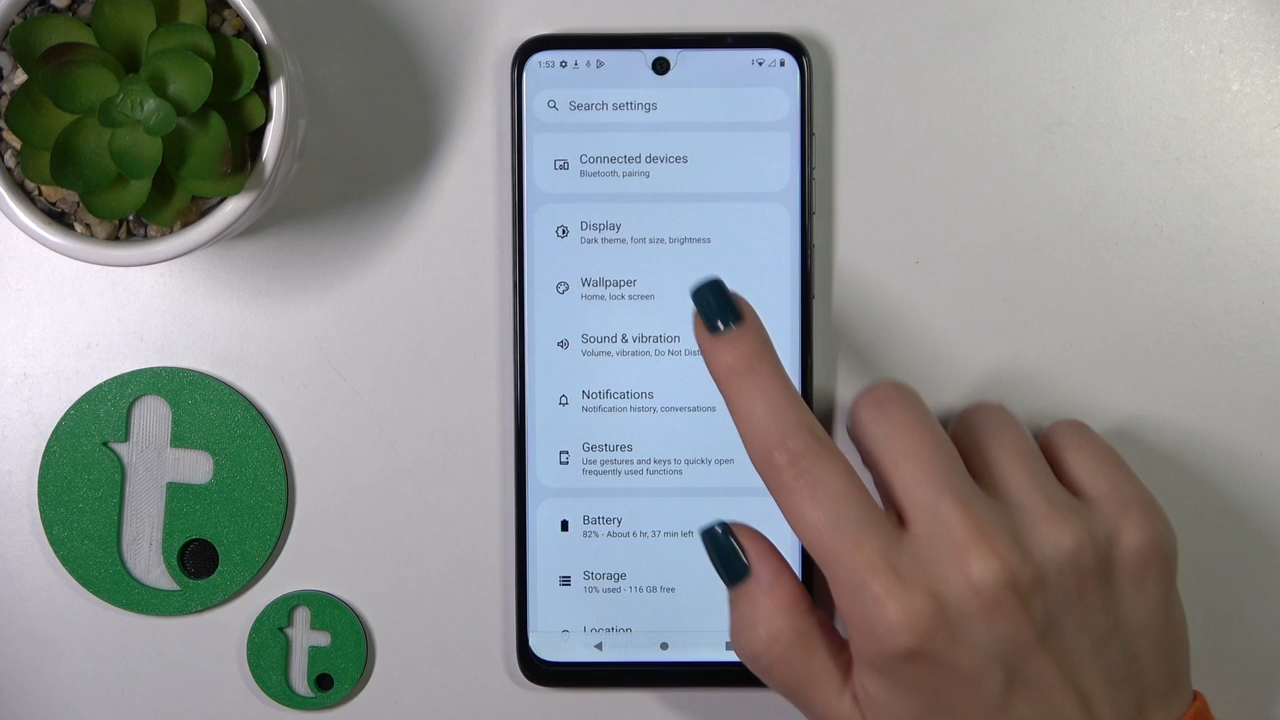 1:53
Search settings
Connected devices
Bluetooth, pairing
Display
Dark theme, font size, brightness
Wallpaper
Home, lock screen
Sound & vibration
Volume, vibration, Do Not
Notifications
Notification history, conversations
Gestures
Use gestures and keys to quickly open
frequently used functions
Battery
82% - About 6 hr, 37 min left
Storage
10% used - 116 GB free
Location
t.
t.